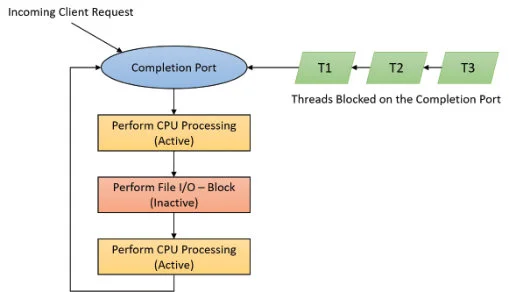 Incoming Client Request
Completion Port
T1
T2
T3
Threads Blocked on the Completion Port
Perform CPU Processing
(Active)
Perform File I/O – Block
(Inactive)
Perform CPU Processing
(Active)